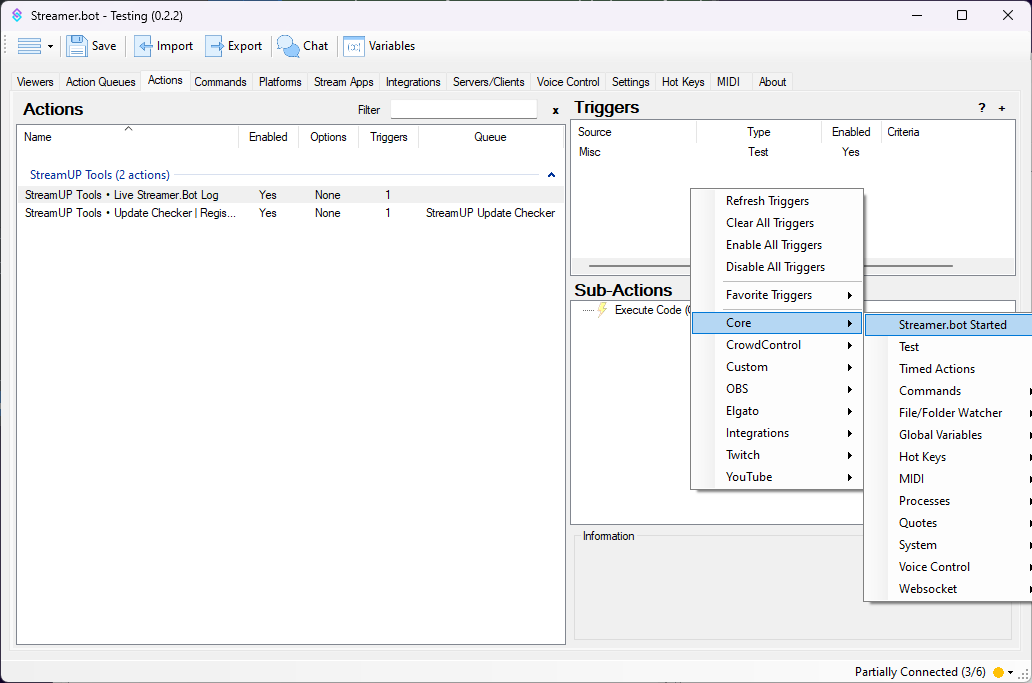 Streamer.bot - Testing (0.2.2)
Save Import Export Chat Variables
Viewers Action Queues Actions Commands Platforms Stream Apps Integrations Servers/Clients Voice Control Settings Hot Keys MIDI About
Actions
Filter
x
Name Enabled Options Triggers Queue
StreamUP Tools (2 actions)
StreamUP Tools • Live Streamer.Bot Log Yes None 1
StreamUP Tools • Update Checker | Regis... Yes None 1 StreamUP Update Checker
Triggers
? +
Source Type Enabled Criteria
Misc Test Yes
Refresh Triggers
Clear All Triggers
Enable All Triggers
Disable All Triggers
Favorite Triggers
Core
CrowdControl
Custom
OBS
Elgato
Integrations
Twitch
YouTube
Streamer.bot Started
Test
Timed Actions
Commands
File/Folder Watcher
Global Variables
Hot Keys
MIDI
Processes
Quotes
System
Voice Control
Websocket
Sub-Actions
Execute Code
Information
Partially Connected (3/6)